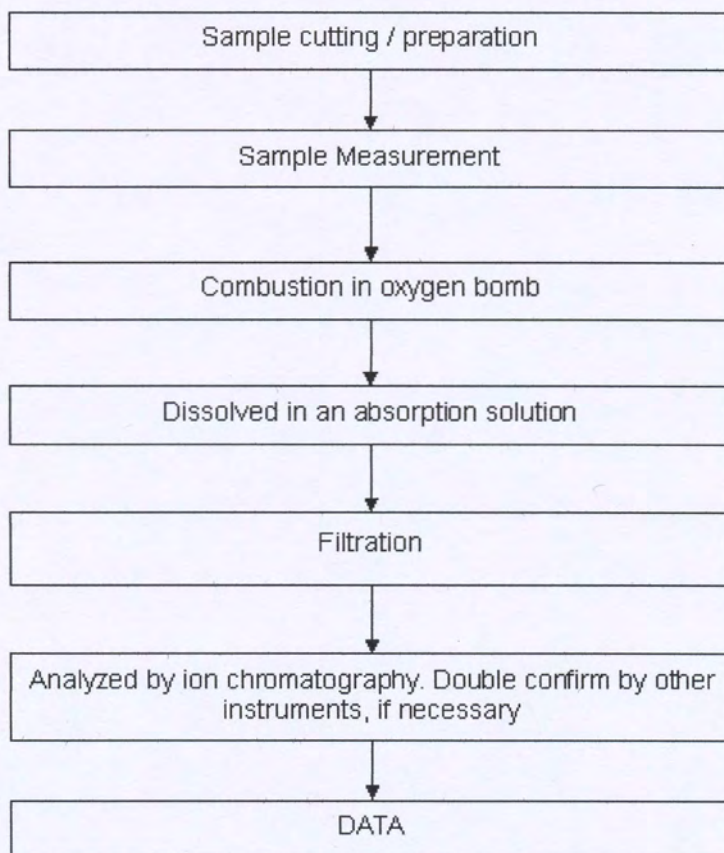 Sample cutting / preparation
Sample Measurement
Combustion in oxygen bomb
Dissolved in an absorption solution
Filtration
Analyzed by ion chromatography. Double confirm by other
instruments, if necessary
DATA